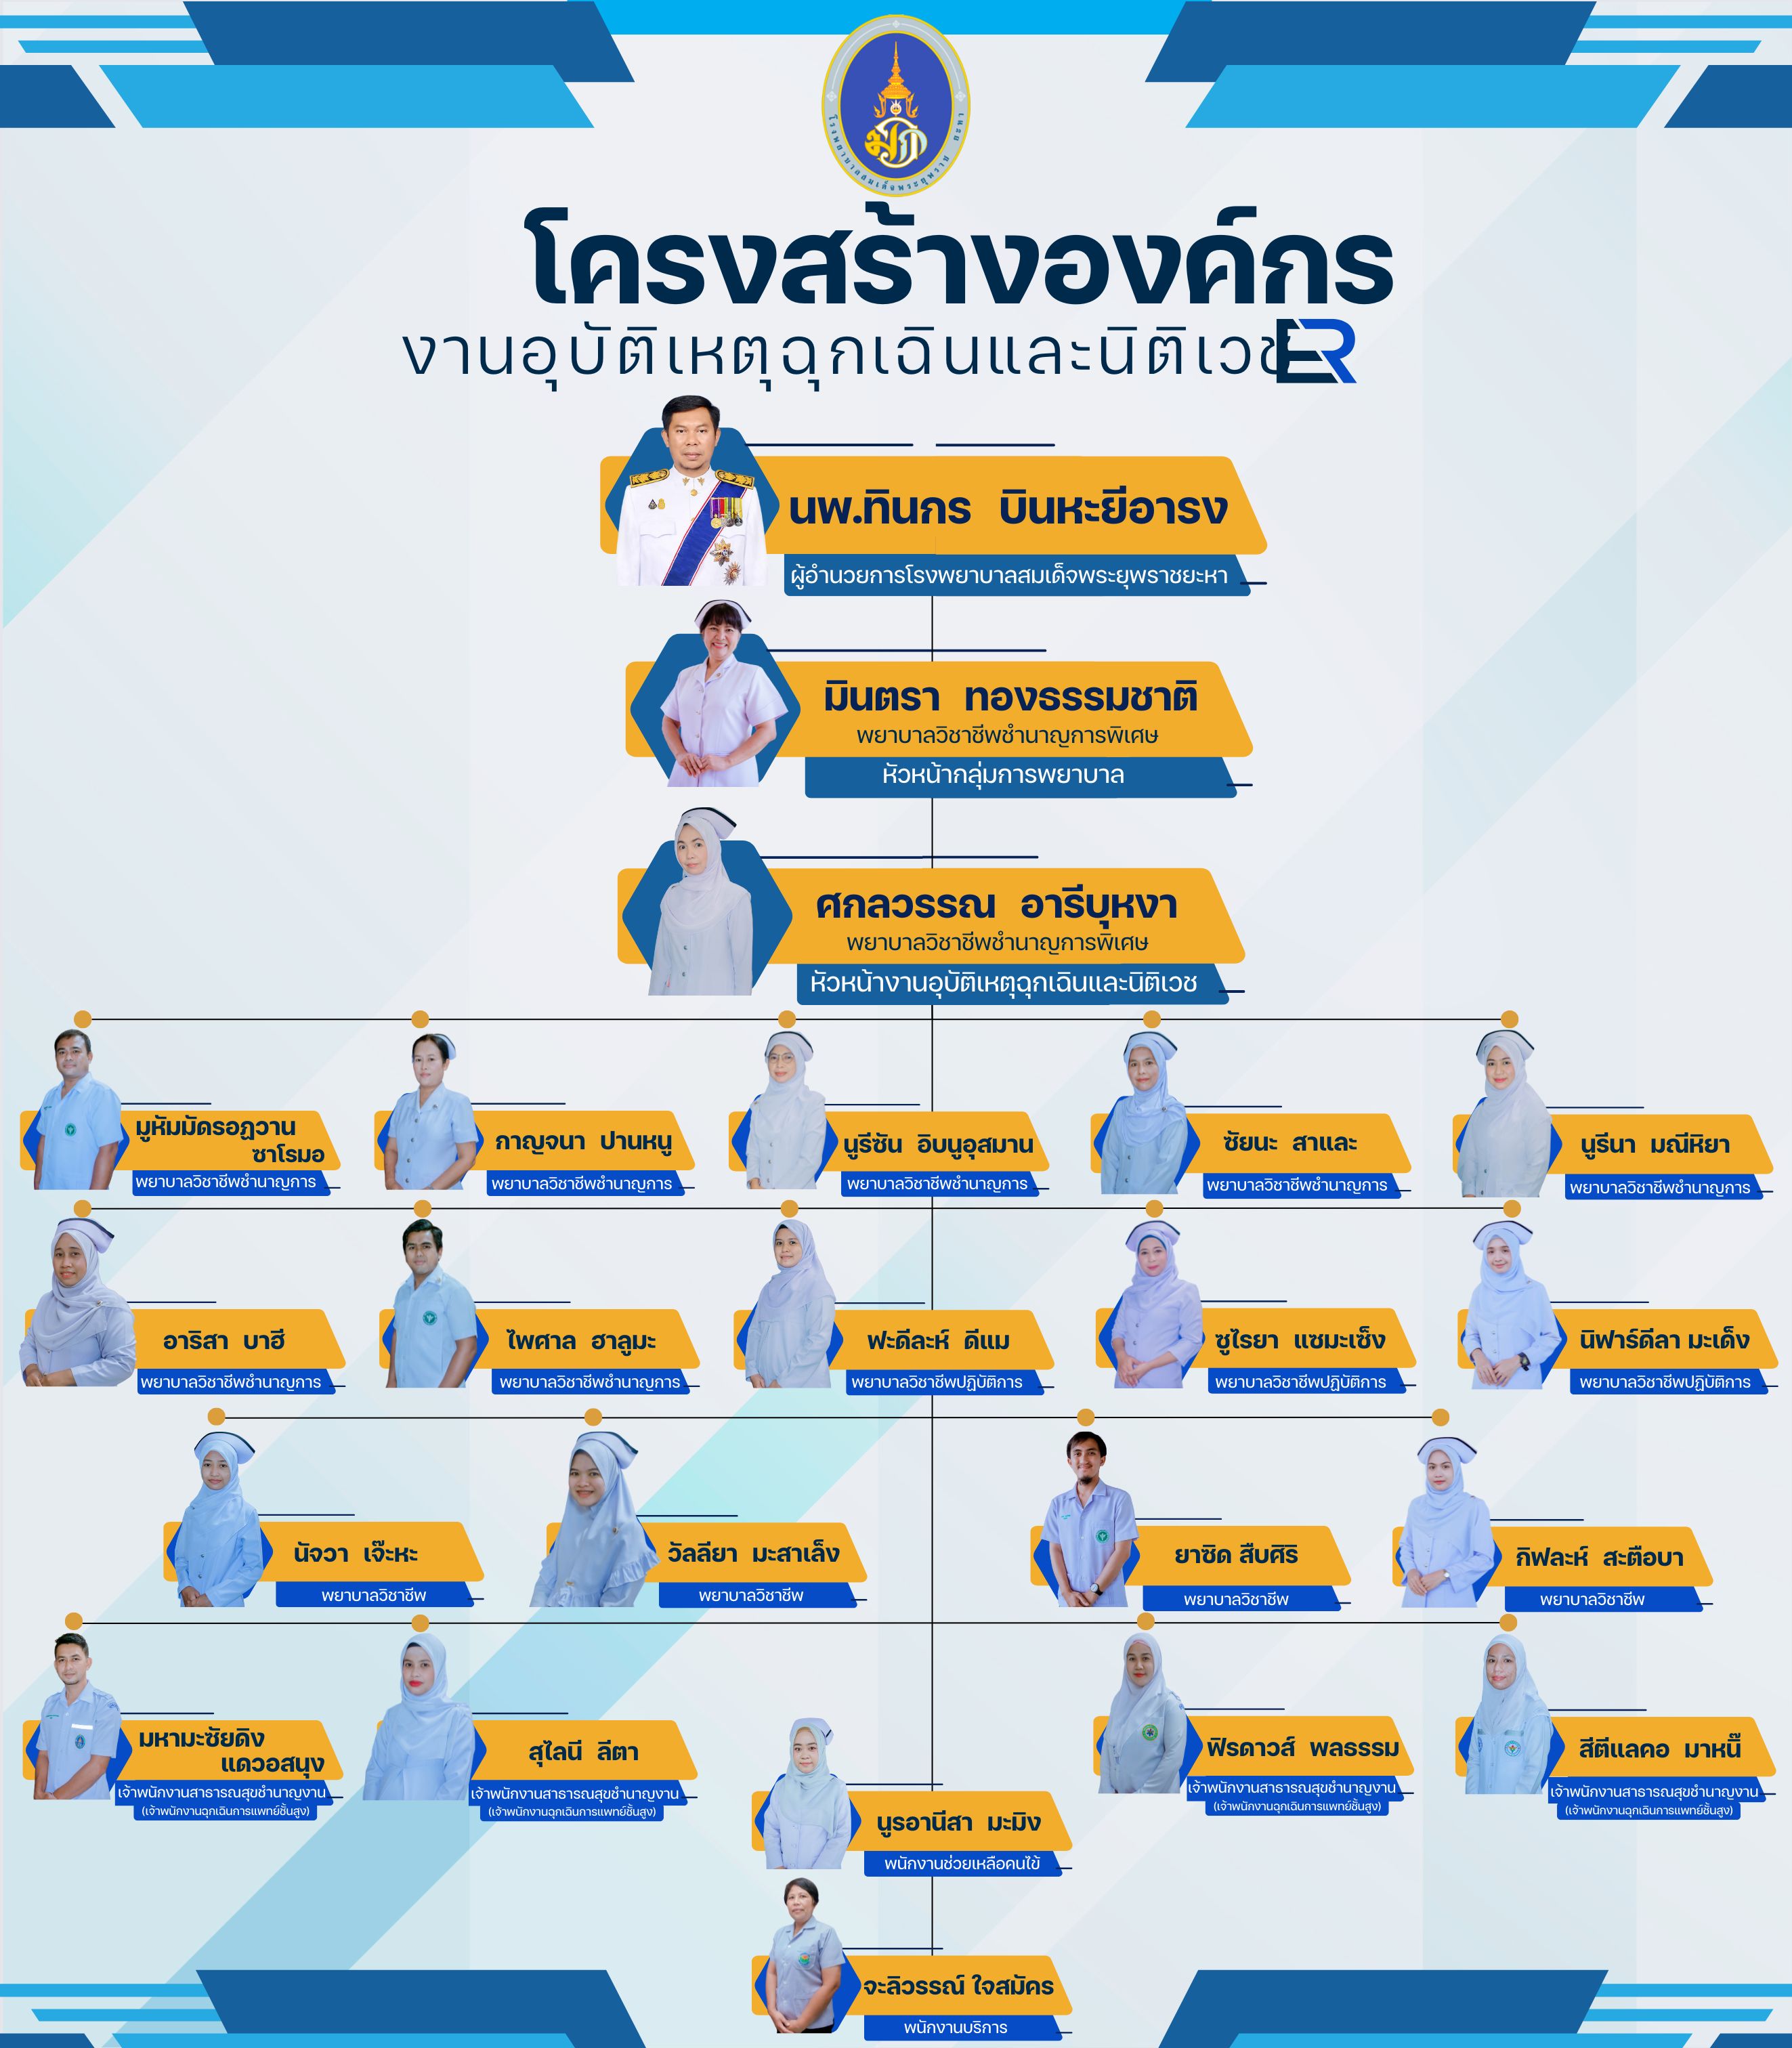 โรงพยาบาลสมเด็จพระยุพราช ยะหา
โครงสร้างองค์กร
งานอุบัติเหตุฉุกเฉินและนิติเวช ER
นพ.ทินกร บินหะยีอารง
ผู้อำนวยการโรงพยาบาลสมเด็จพระยุพราชยะหา
มินตรา ทองธรรมชาติ
พยาบาลวิชาชีพชำนาญการพิเศษ
หัวหน้ากลุ่มการพยาบาล
ศกลวรรณ อารีบุหงา
พยาบาลวิชาชีพชำนาญการพิเศษ
หัวหน้างานอุบัติเหตุฉุกเฉินและนิติเวช
มูหัมมัดรอฏวาน
ซาโรมอ
พยาบาลวิชาชีพชำนาญการ
กาญจนา ปานหนู
พยาบาลวิชาชีพชำนาญการ
นูรีซัน อิบนูอุสมาน
พยาบาลวิชาชีพชำนาญการ
ซัยนะ สาและ
พยาบาลวิชาชีพชำนาญการ
นูรีนา มณีหิยา
พยาบาลวิชาชีพชำนาญการ
อาริสา บาฮี
พยาบาลวิชาชีพชำนาญการ
ไพศาล ฮาลูมะ
พยาบาลวิชาชีพชำนาญการ
ฟะดีละห์ ดีแม
พยาบาลวิชาชีพปฏิบัติการ
ซูไรยา แซมะเซ็ง
พยาบาลวิชาชีพปฏิบัติการ
นิฟาร์ดีลา มะเด็ง
พยาบาลวิชาชีพปฏิบัติการ
นัจวา เจ๊ะหะ
พยาบาลวิชาชีพ
วัลลียา มะสาเล็ง
พยาบาลวิชาชีพ
ยาซิด สืบศิริ
พยาบาลวิชาชีพ
กิฟละห์ สะตือบา
พยาบาลวิชาชีพ
มหามะซัยดิง
แดวอสนุง
เจ้าพนักงานสาธารณสุขชำนาญงาน
(เจ้าพนักงานฉุกเฉินการแพทย์ชั้นสูง)
สุไลนี ลีตา
เจ้าพนักงานสาธารณสุขชำนาญงาน
(เจ้าพนักงานฉุกเฉินการแพทย์ชั้นสูง)
ฟิรดาวส์ พลธรรม
เจ้าพนักงานสาธารณสุขชำนาญงาน
(เจ้าพนักงานฉุกเฉินการแพทย์ชั้นสูง)
สีตีแลคอ มาหนิ๊
เจ้าพนักงานสาธารณสุขชำนาญงาน
(เจ้าพนักงานฉุกเฉินการแพทย์ชั้นสูง)
นูรอานีสา มะมิง
พนักงานช่วยเหลือคนไข้
จะลิวรรณ์ ใจสมัคร
พนักงานบริการ